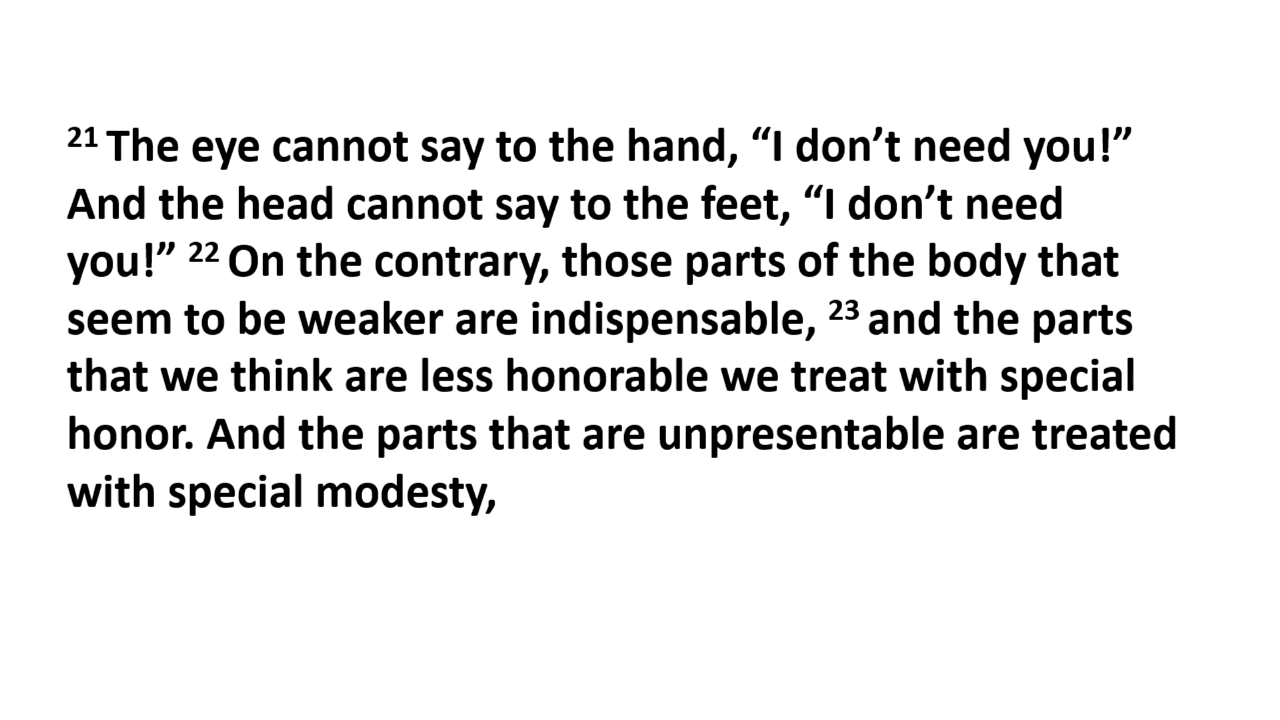 21 The eye cannot say to the hand, “I don’t need you!”
And the head cannot say to the feet, “I don’t need
you!” 22 On the contrary, those parts of the body that
seem to be weaker are indispensable, 23 and the parts
that we think are less honorable we treat with special
honor. And the parts that are unpresentable are treated
with special modesty,